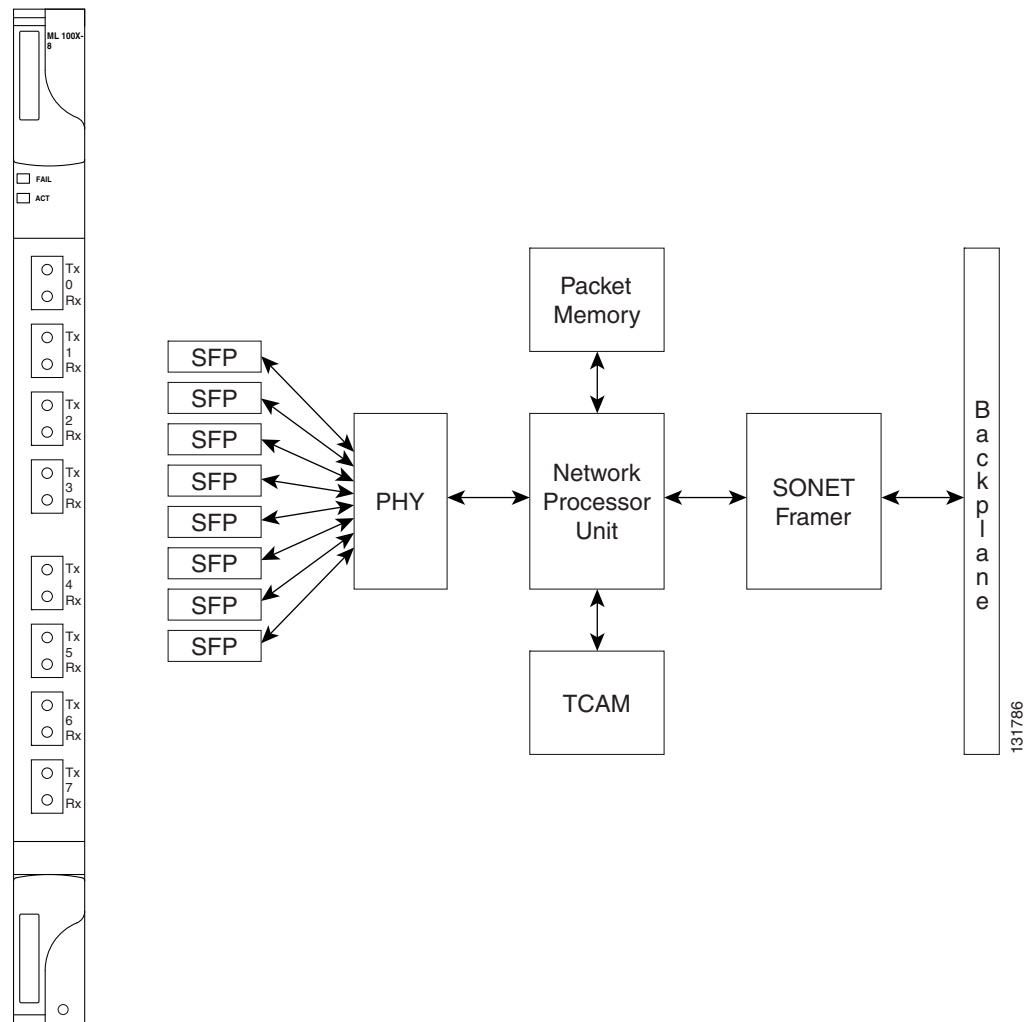 ML 100X-
8
FAIL
ACT
Tx
0
Rx
Tx
1
Rx
Tx
2
Rx
Tx
3
Rx
Tx
4
Rx
Tx
5
Rx
Tx
6
Rx
Tx
7
Rx
SFP
SFP
SFP
SFP
SFP
SFP
SFP
SFP
PHY
Packet
Memory
Network
Processor
Unit
TCAM
SONET
Framer
Backplane
131786